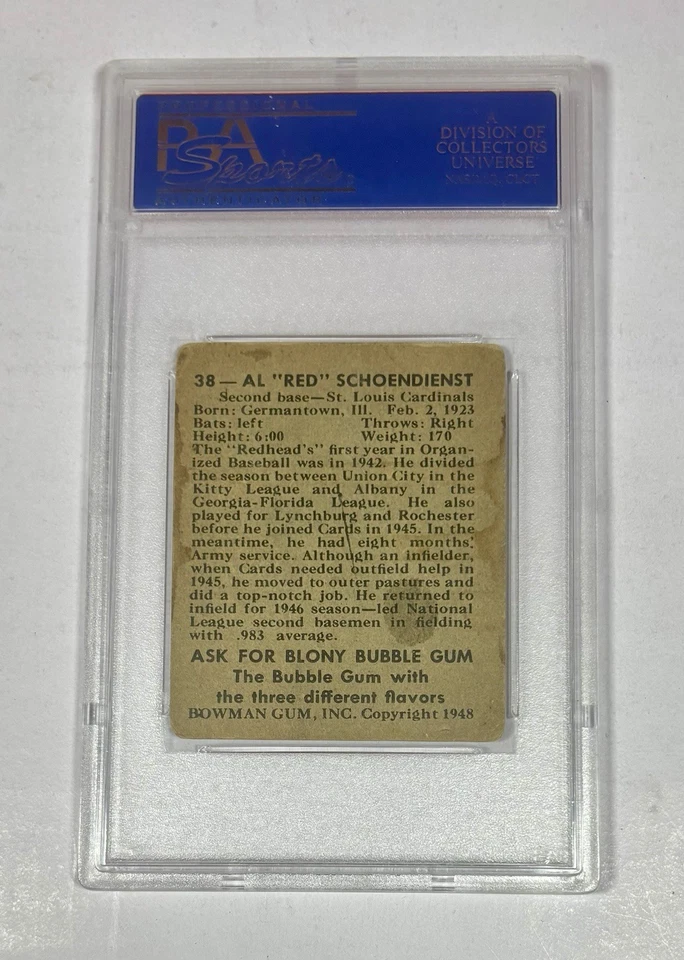 PROFESSIONAL
PSA
Sports
A
DIVISION OF
COLLECTORS
UNIVERSE
NASDAQ: CLCT
38 — AL "RED" SCHOENDIENST
Second base—St. Louis Cardinals
Born: Germantown, Ill. Feb. 2, 1923
Bats: left Throws: Right
Height: 6:00 Weight: 170
The "Redhead's" first year in Organ-
ized Baseball was in 1942. He divided
the season between Union City in the
Kitty League and Albany in the
Georgia-Florida League. He also
played for Lynchburg and Rochester
before he joined Cards in 1945. In the
meantime, he had eight months'
Army service. Although an infielder,
when Cards needed outfield help in
1945, he moved to outer pastures and
did a top-notch job. He returned to
infield for 1946 season—led National
League second basemen in fielding
with .983 average.
ASK FOR BLONY BUBBLE GUM
The Bubble Gum with
the three different flavors
BOWMAN GUM, INC. Copyright 1948